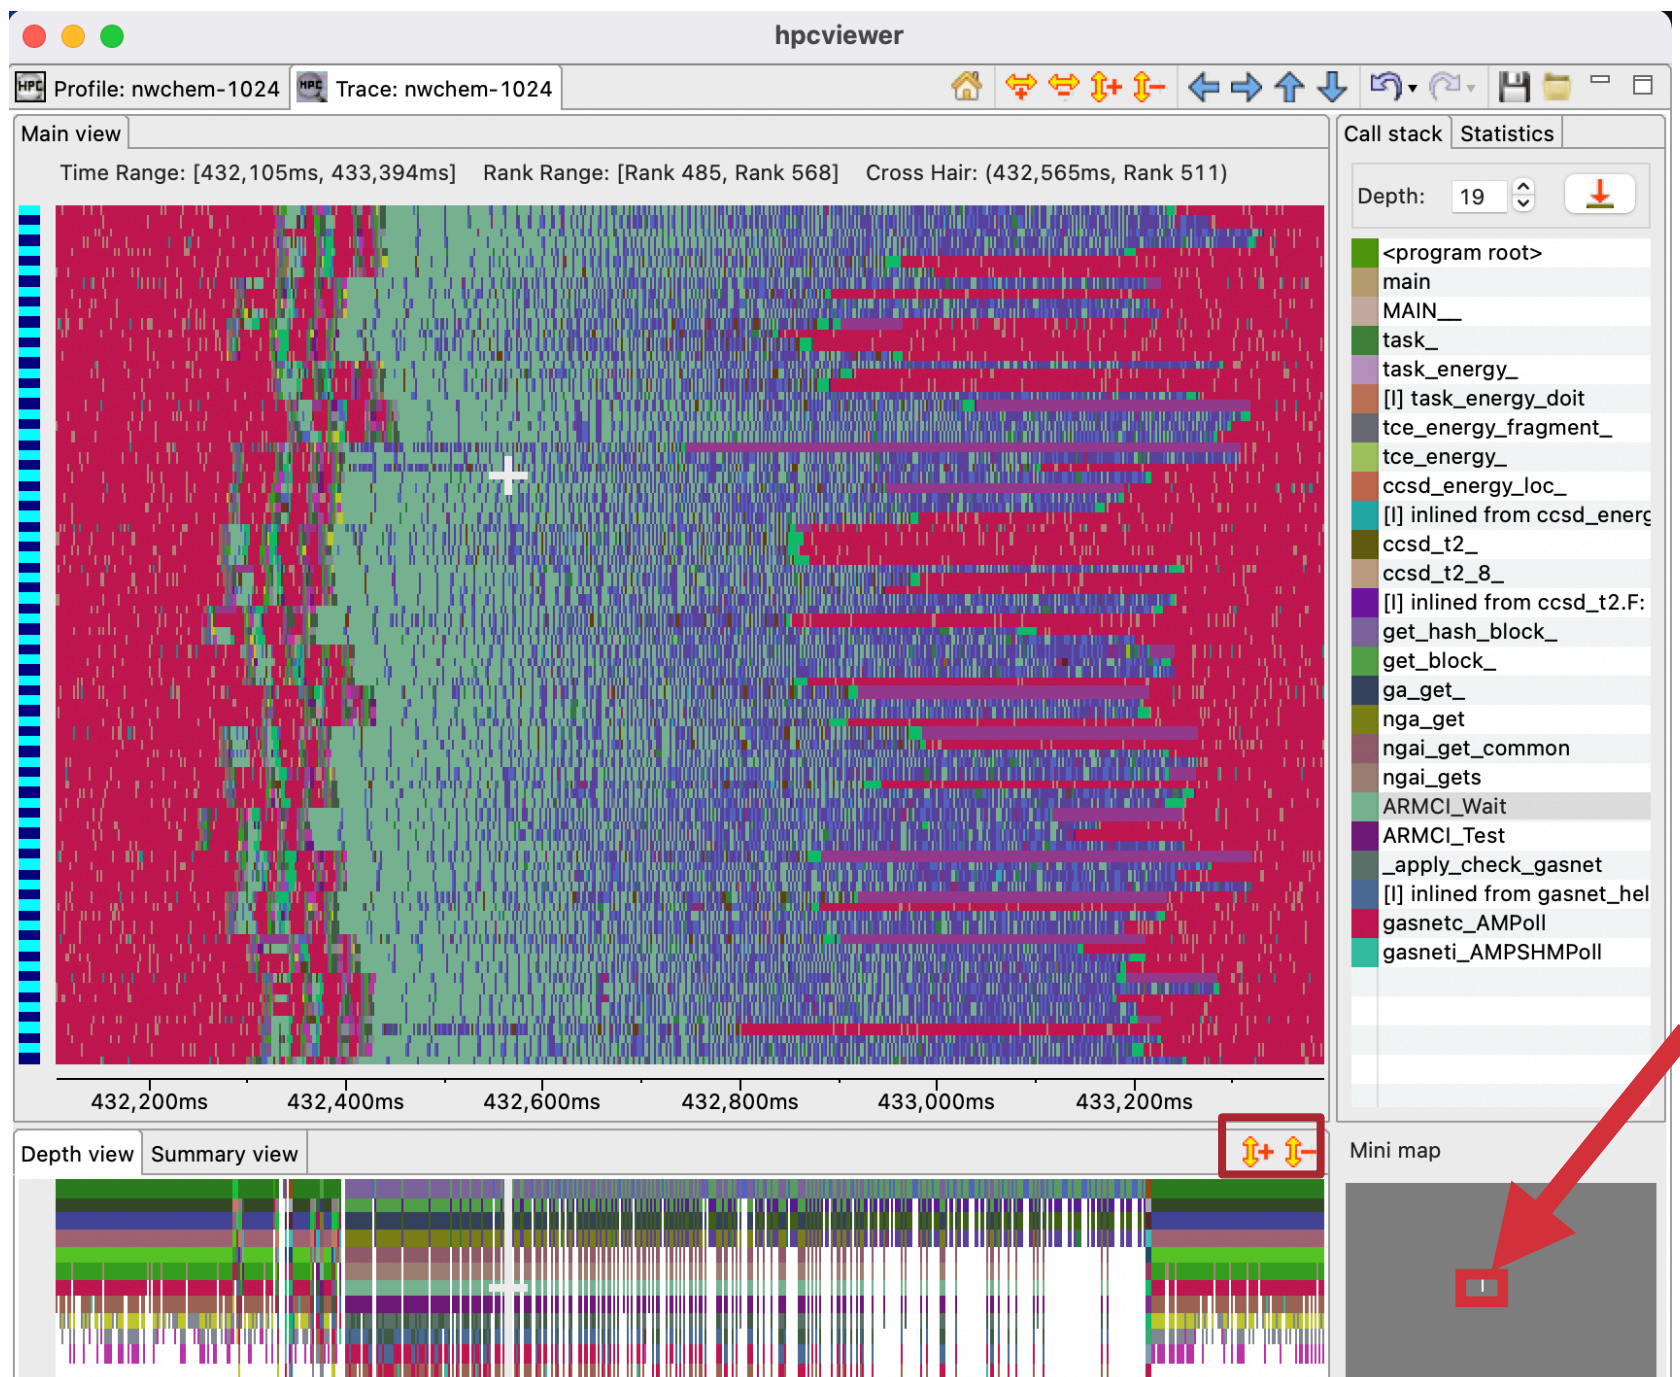 hpcviewer
HPC Profile: nwchem-1024
HPC Trace: nwchem-1024
Main view
Time Range: [432,105ms, 433,394ms] Rank Range: [Rank 485, Rank 568] Cross Hair: (432,565ms, Rank 511)
432,200ms 432,400ms 432,600ms 432,800ms 433,000ms 433,200ms
Call stack Statistics
Depth: 19
<program root>
main
MAIN__
task_
task_energy_
[I] task_energy_doit
tce_energy_fragment_
tce_energy_
ccsd_energy_loc_
[I] inlined from ccsd_energ
ccsd_t2_
ccsd_t2_8_
[I] inlined from ccsd_t2.F:
get_hash_block_
get_block_
ga_get_
nga_get
ngai_get_common
ngai_gets
ARMCI_Wait
ARMCI_Test
_apply_check_gasnet
[I] inlined from gasnet_hel
gasnetc_AMPoll
gasneti_AMPSHMPoll
Depth view Summary view
Mini map